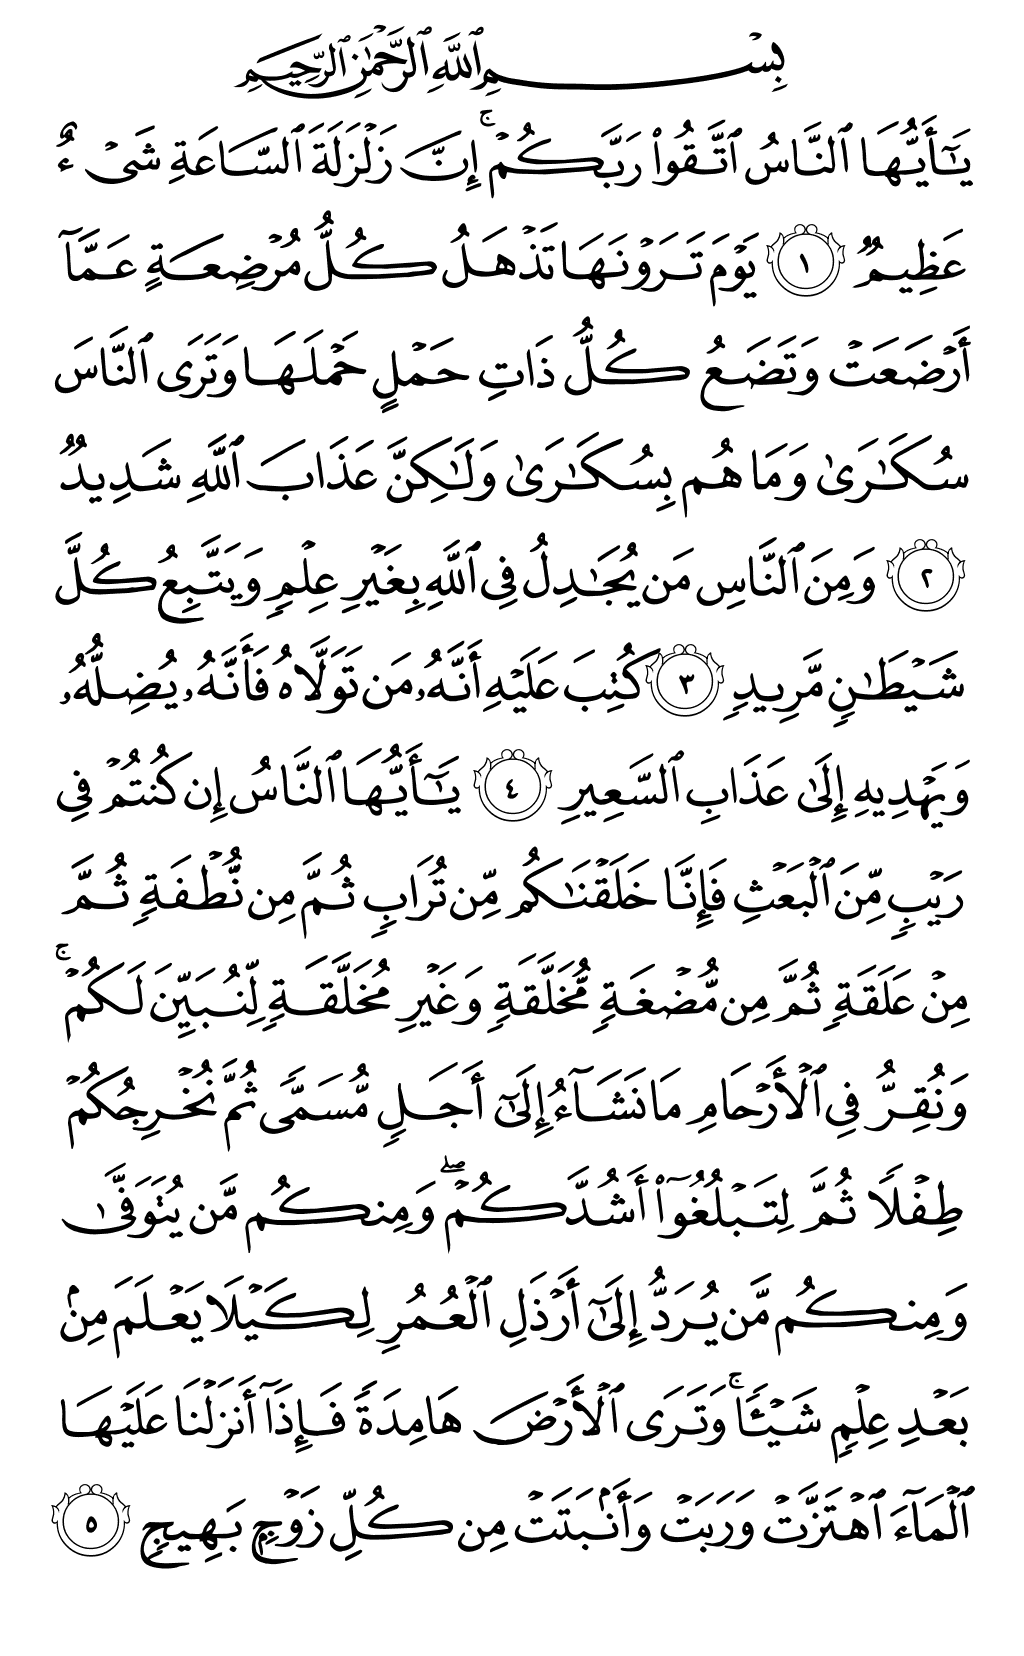 بِسۡمِ ٱللَّهِ ٱلرَّحۡمَٰنِ ٱلرَّحِيمِ
يَٰٓأَيُّهَا ٱلنَّاسُ ٱتَّقُواْ رَبَّكُمۡۚ إِنَّ زَلۡزَلَةَ ٱلسَّاعَةِ شَيۡءٌ
عَظِيمٞ ١ يَوۡمَ تَرَوۡنَهَا تَذۡهَلُ كُلُّ مُرۡضِعَةٍ عَمَّآ
أَرۡضَعَتۡ وَتَضَعُ كُلُّ ذَاتِ حَمۡلٍ حَمۡلَهَا وَتَرَى ٱلنَّاسَ
سُكَٰرَىٰ وَمَا هُم بِسُكَٰرَىٰ وَلَٰكِنَّ عَذَابَ ٱللَّهِ شَدِيدٞ
٢ وَمِنَ ٱلنَّاسِ مَن يُجَٰدِلُ فِي ٱللَّهِ بِغَيۡرِ عِلۡمٖ وَيَتَّبِعُ كُلَّ
شَيۡطَٰنٖ مَّرِيدٖ ٣ كُتِبَ عَلَيۡهِ أَنَّهُۥ مَن تَوَلَّاهُ فَأَنَّهُۥ يُضِلُّهُۥ
وَيَهۡدِيهِ إِلَىٰ عَذَابِ ٱلسَّعِيرِ ٤ يَٰٓأَيُّهَا ٱلنَّاسُ إِن كُنتُمۡ فِي
رَيۡبٖ مِّنَ ٱلۡبَعۡثِ فَإِنَّا خَلَقۡنَٰكُم مِّن تُرَابٖ ثُمَّ مِن نُّطۡفَةٖ ثُمَّ
مِنۡ عَلَقَةٖ ثُمَّ مِن مُّضۡغَةٖ مُّخَلَّقَةٖ وَغَيۡرِ مُخَلَّقَةٖ لِّنُبَيِّنَ لَكُمۡۚ
وَنُقِرُّ فِي ٱلۡأَرۡحَامِ مَا نَشَآءُ إِلَىٰٓ أَجَلٖ مُّسَمّٗى ثُمَّ نُخۡرِجُكُمۡ
طِفۡلٗا ثُمَّ لِتَبۡلُغُوٓاْ أَشُدَّكُمۡۖ وَمِنكُم مَّن يُتَوَفَّىٰ
وَمِنكُم مَّن يُرَدُّ إِلَىٰٓ أَرۡذَلِ ٱلۡعُمُرِ لِكَيۡلَا يَعۡلَمَ مِنۢ
بَعۡدِ عِلۡمٖ شَيۡـٔٗاۚ وَتَرَى ٱلۡأَرۡضَ هَامِدَةٗ فَإِذَآ أَنزَلۡنَا عَلَيۡهَا
ٱلۡمَآءَ ٱهۡتَزَّتۡ وَرَبَتۡ وَأَنۢبَتَتۡ مِن كُلِّ زَوۡجِۭ بَهِيجٖ ٥